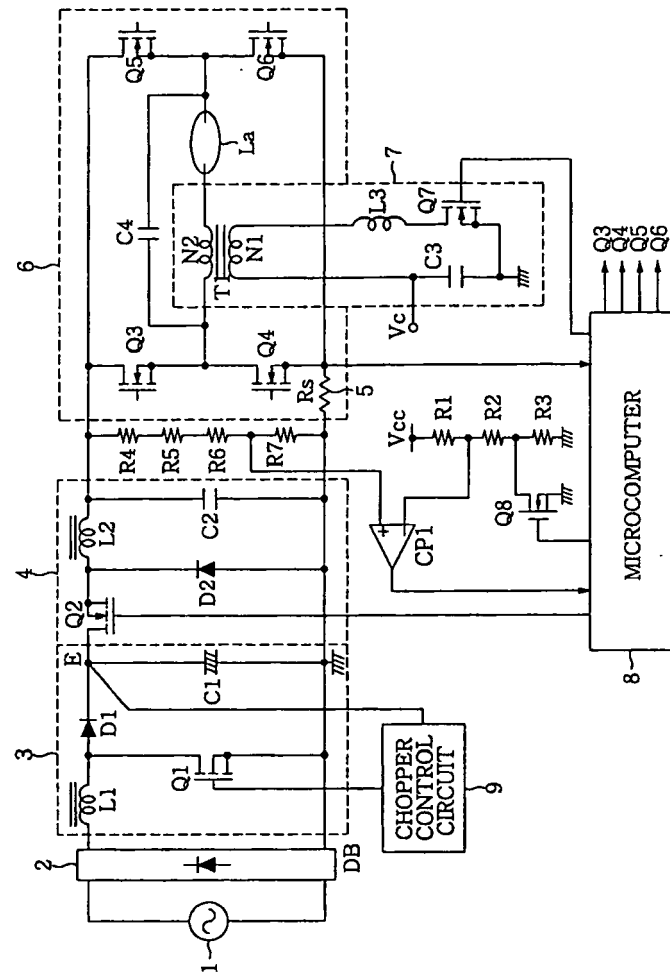 6
Q5
Q6
La
C4
N2
N1
T1
7
L3
Q7
C3
Vc
Q3
Q4
Rs
5
R4
R5
R6
R7
4
L2
C2
Q2
D2
E
C1
3
D1
L1
Q1
2
DB
1
CHOPPER
CONTROL
CIRCUIT
9
CP1
+
Vcc
R1
R2
R3
Q8
MICROCOMPUTER
8
Q3
Q4
Q5
Q6